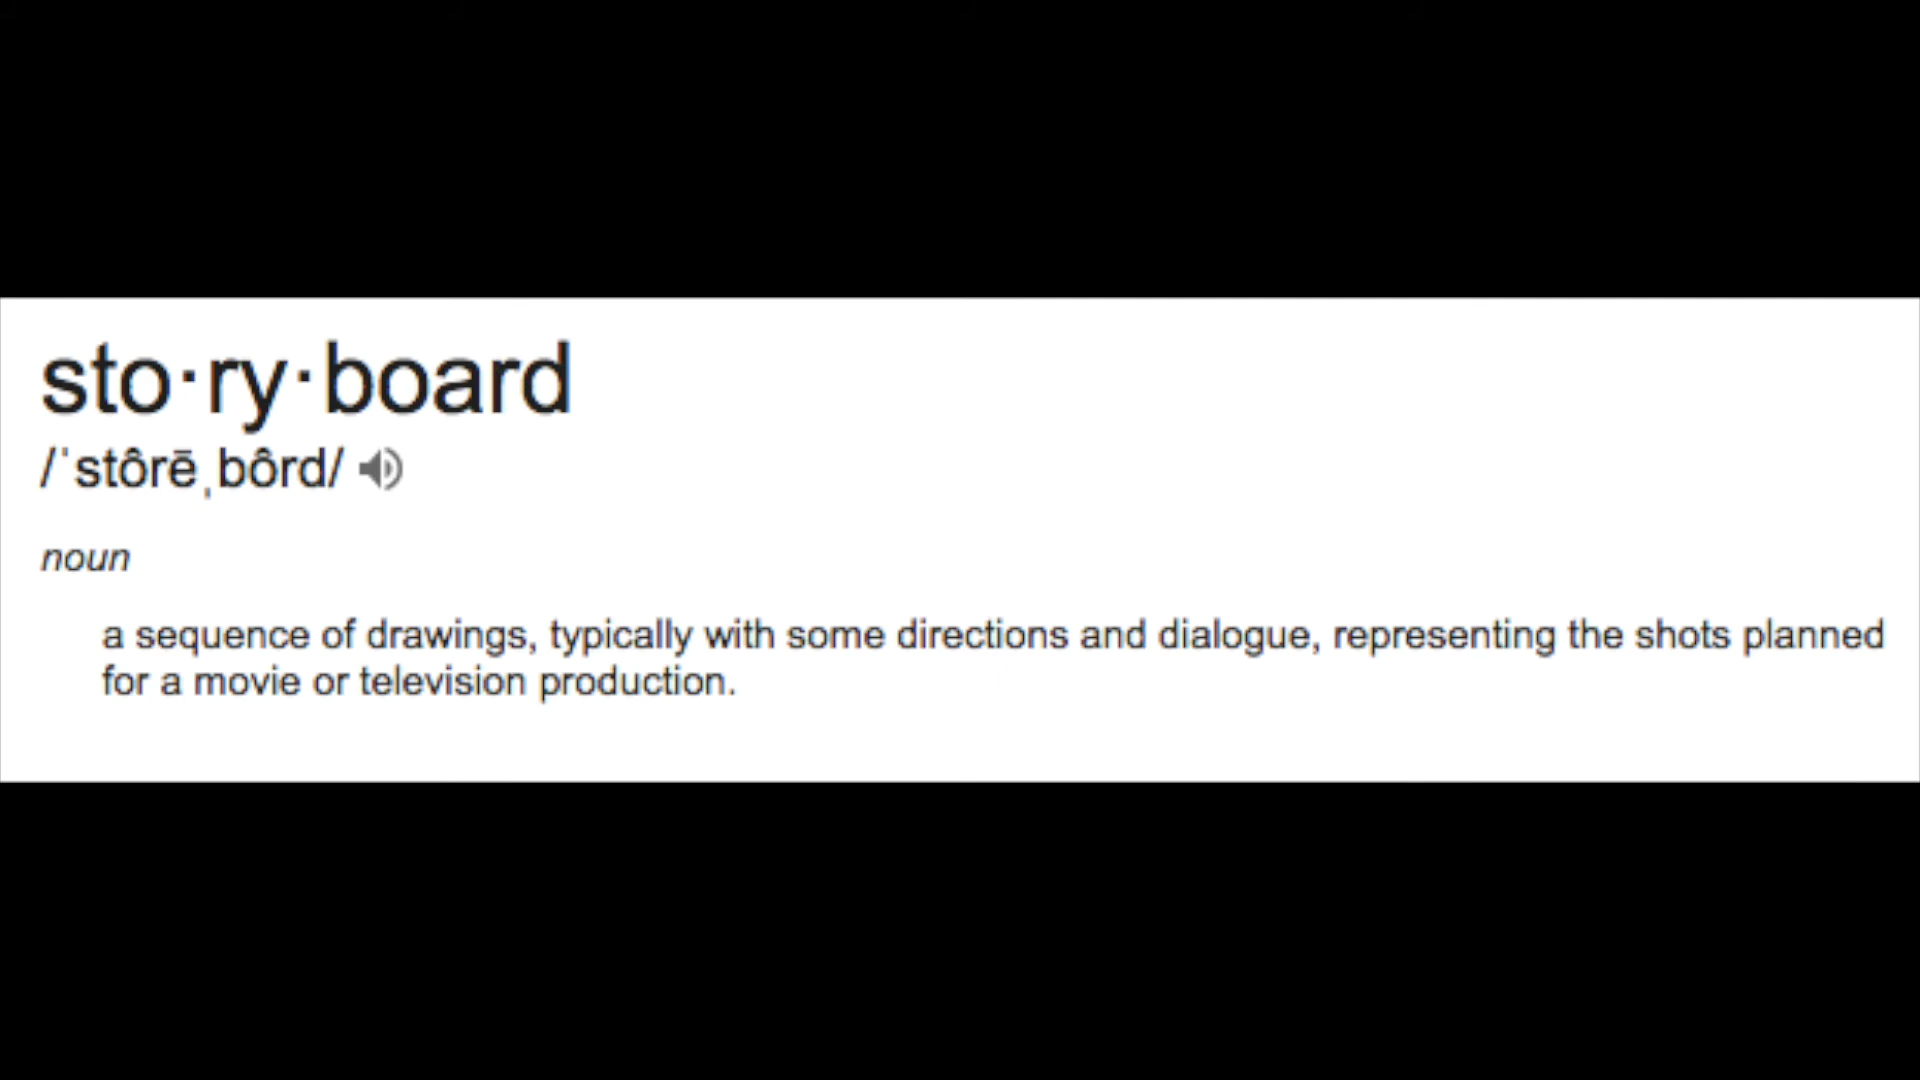 sto·ry·board
/ˈstôrēˌbôrd/
noun
a sequence of drawings, typically with some directions and dialogue, representing the shots planned
for a movie or television production.